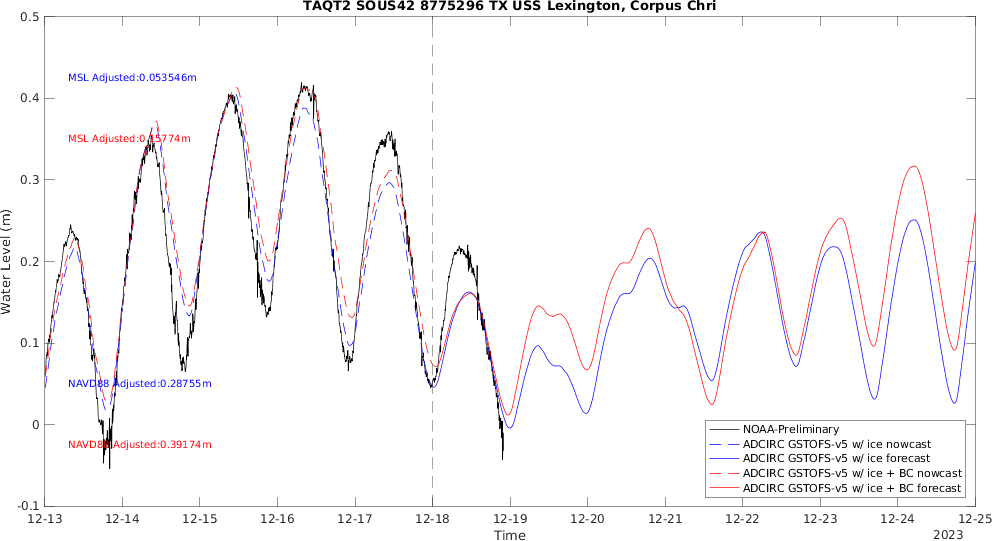 TAQT2 SOUS42 8775296 TX USS Lexington, Corpus Chri
0.5
0.4
0.3
0.2
0.1
0
-0.1
Water Level (m)
MSL Adjusted:0.053546m
MSL Adjusted:0.15774m
NAVD88 Adjusted:0.28755m
NAVD88 Adjusted:0.39174m
NOAA-Preliminary
ADCIRC GSTOFS-v5 w/ ice nowcast
ADCIRC GSTOFS-v5 w/ ice forecast
ADCIRC GSTOFS-v5 w/ ice + BC nowcast
ADCIRC GSTOFS-v5 w/ ice + BC forecast
12-13 12-14 12-15 12-16 12-17 12-18 12-19 12-20 12-21 12-22 12-23 12-24 12-25
Time
2023